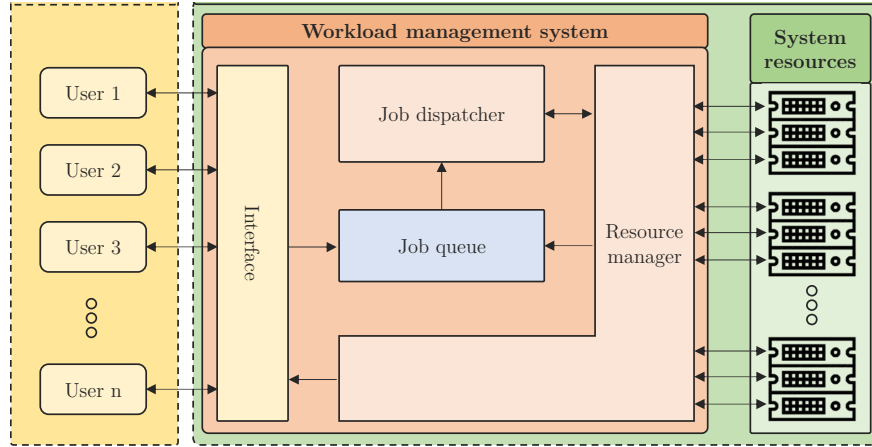 Workload management system
System
resources
User 1
User 2
User 3
User n
Interface
Job dispatcher
Job queue
Resource
manager